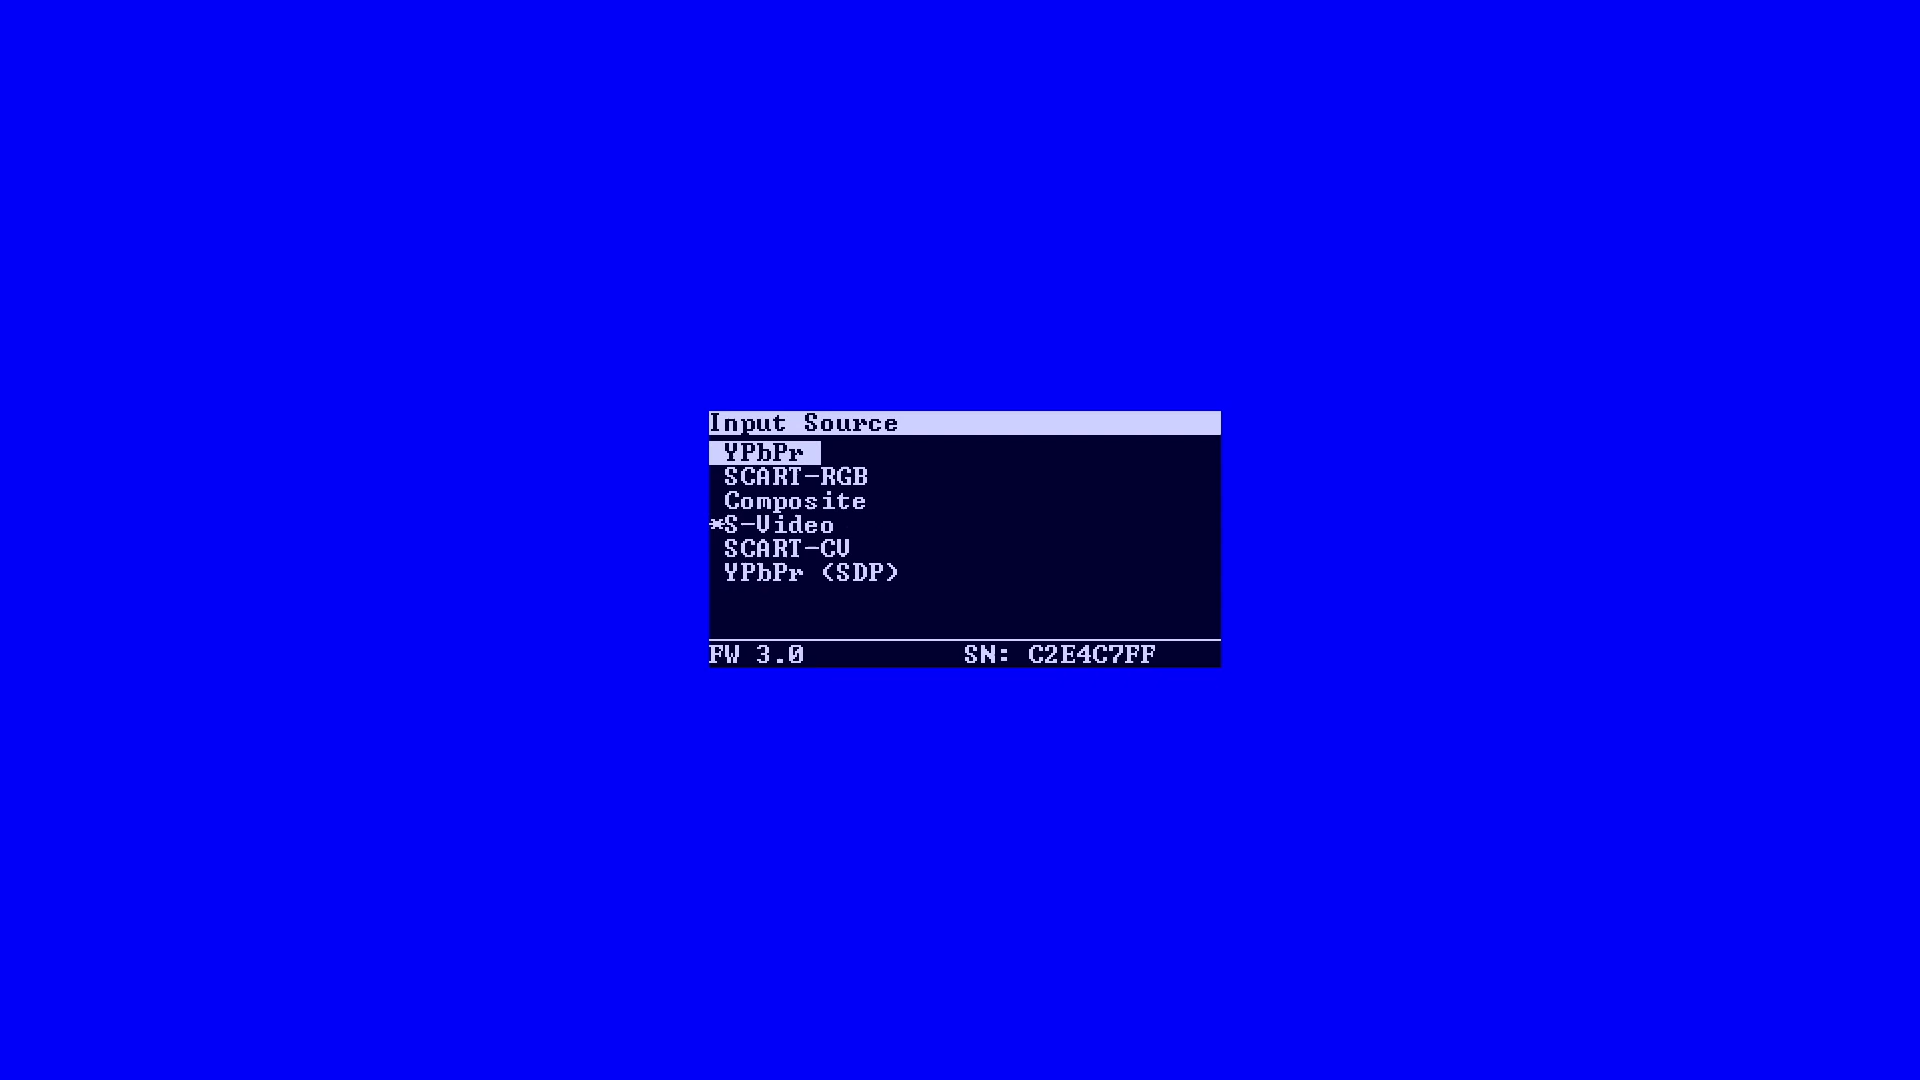 Input Source
YPbPr
SCART-RGB
Composite
*S-Video
SCART-CV
YPbPr (SDP)
FW 3.0 SN: C2E4C7FF